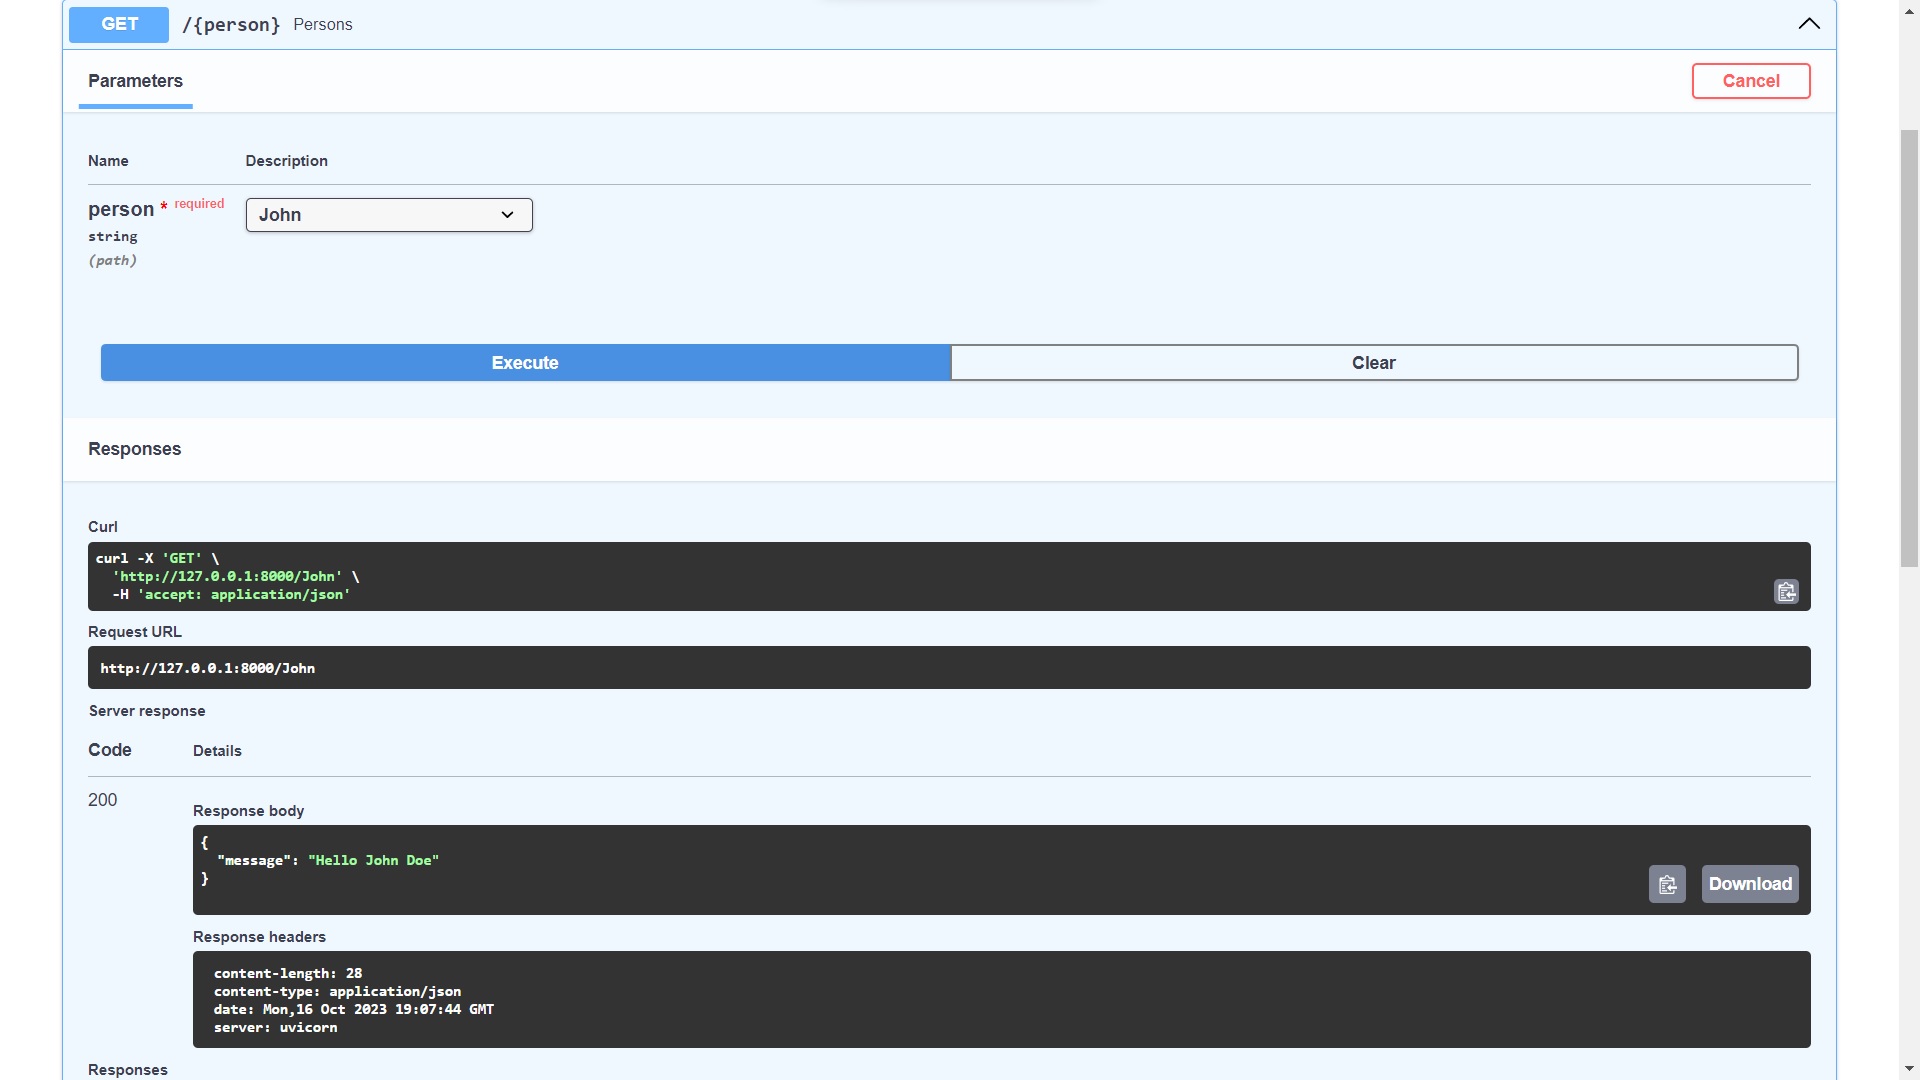 GET /{person} Persons
Parameters
Cancel
Name Description
person * required
John
string
(path)
Execute
Clear
Responses
Curl
curl -X 'GET' \
'http://127.0.0.1:8000/John' \
-H 'accept: application/json'
Request URL
http://127.0.0.1:8000/John
Server response
Code Details
200
Response body
{
"message": "Hello John Doe"
}
Download
Response headers
content-length: 28
content-type: application/json
date: Mon,16 Oct 2023 19:07:44 GMT
server: uvicorn
Responses